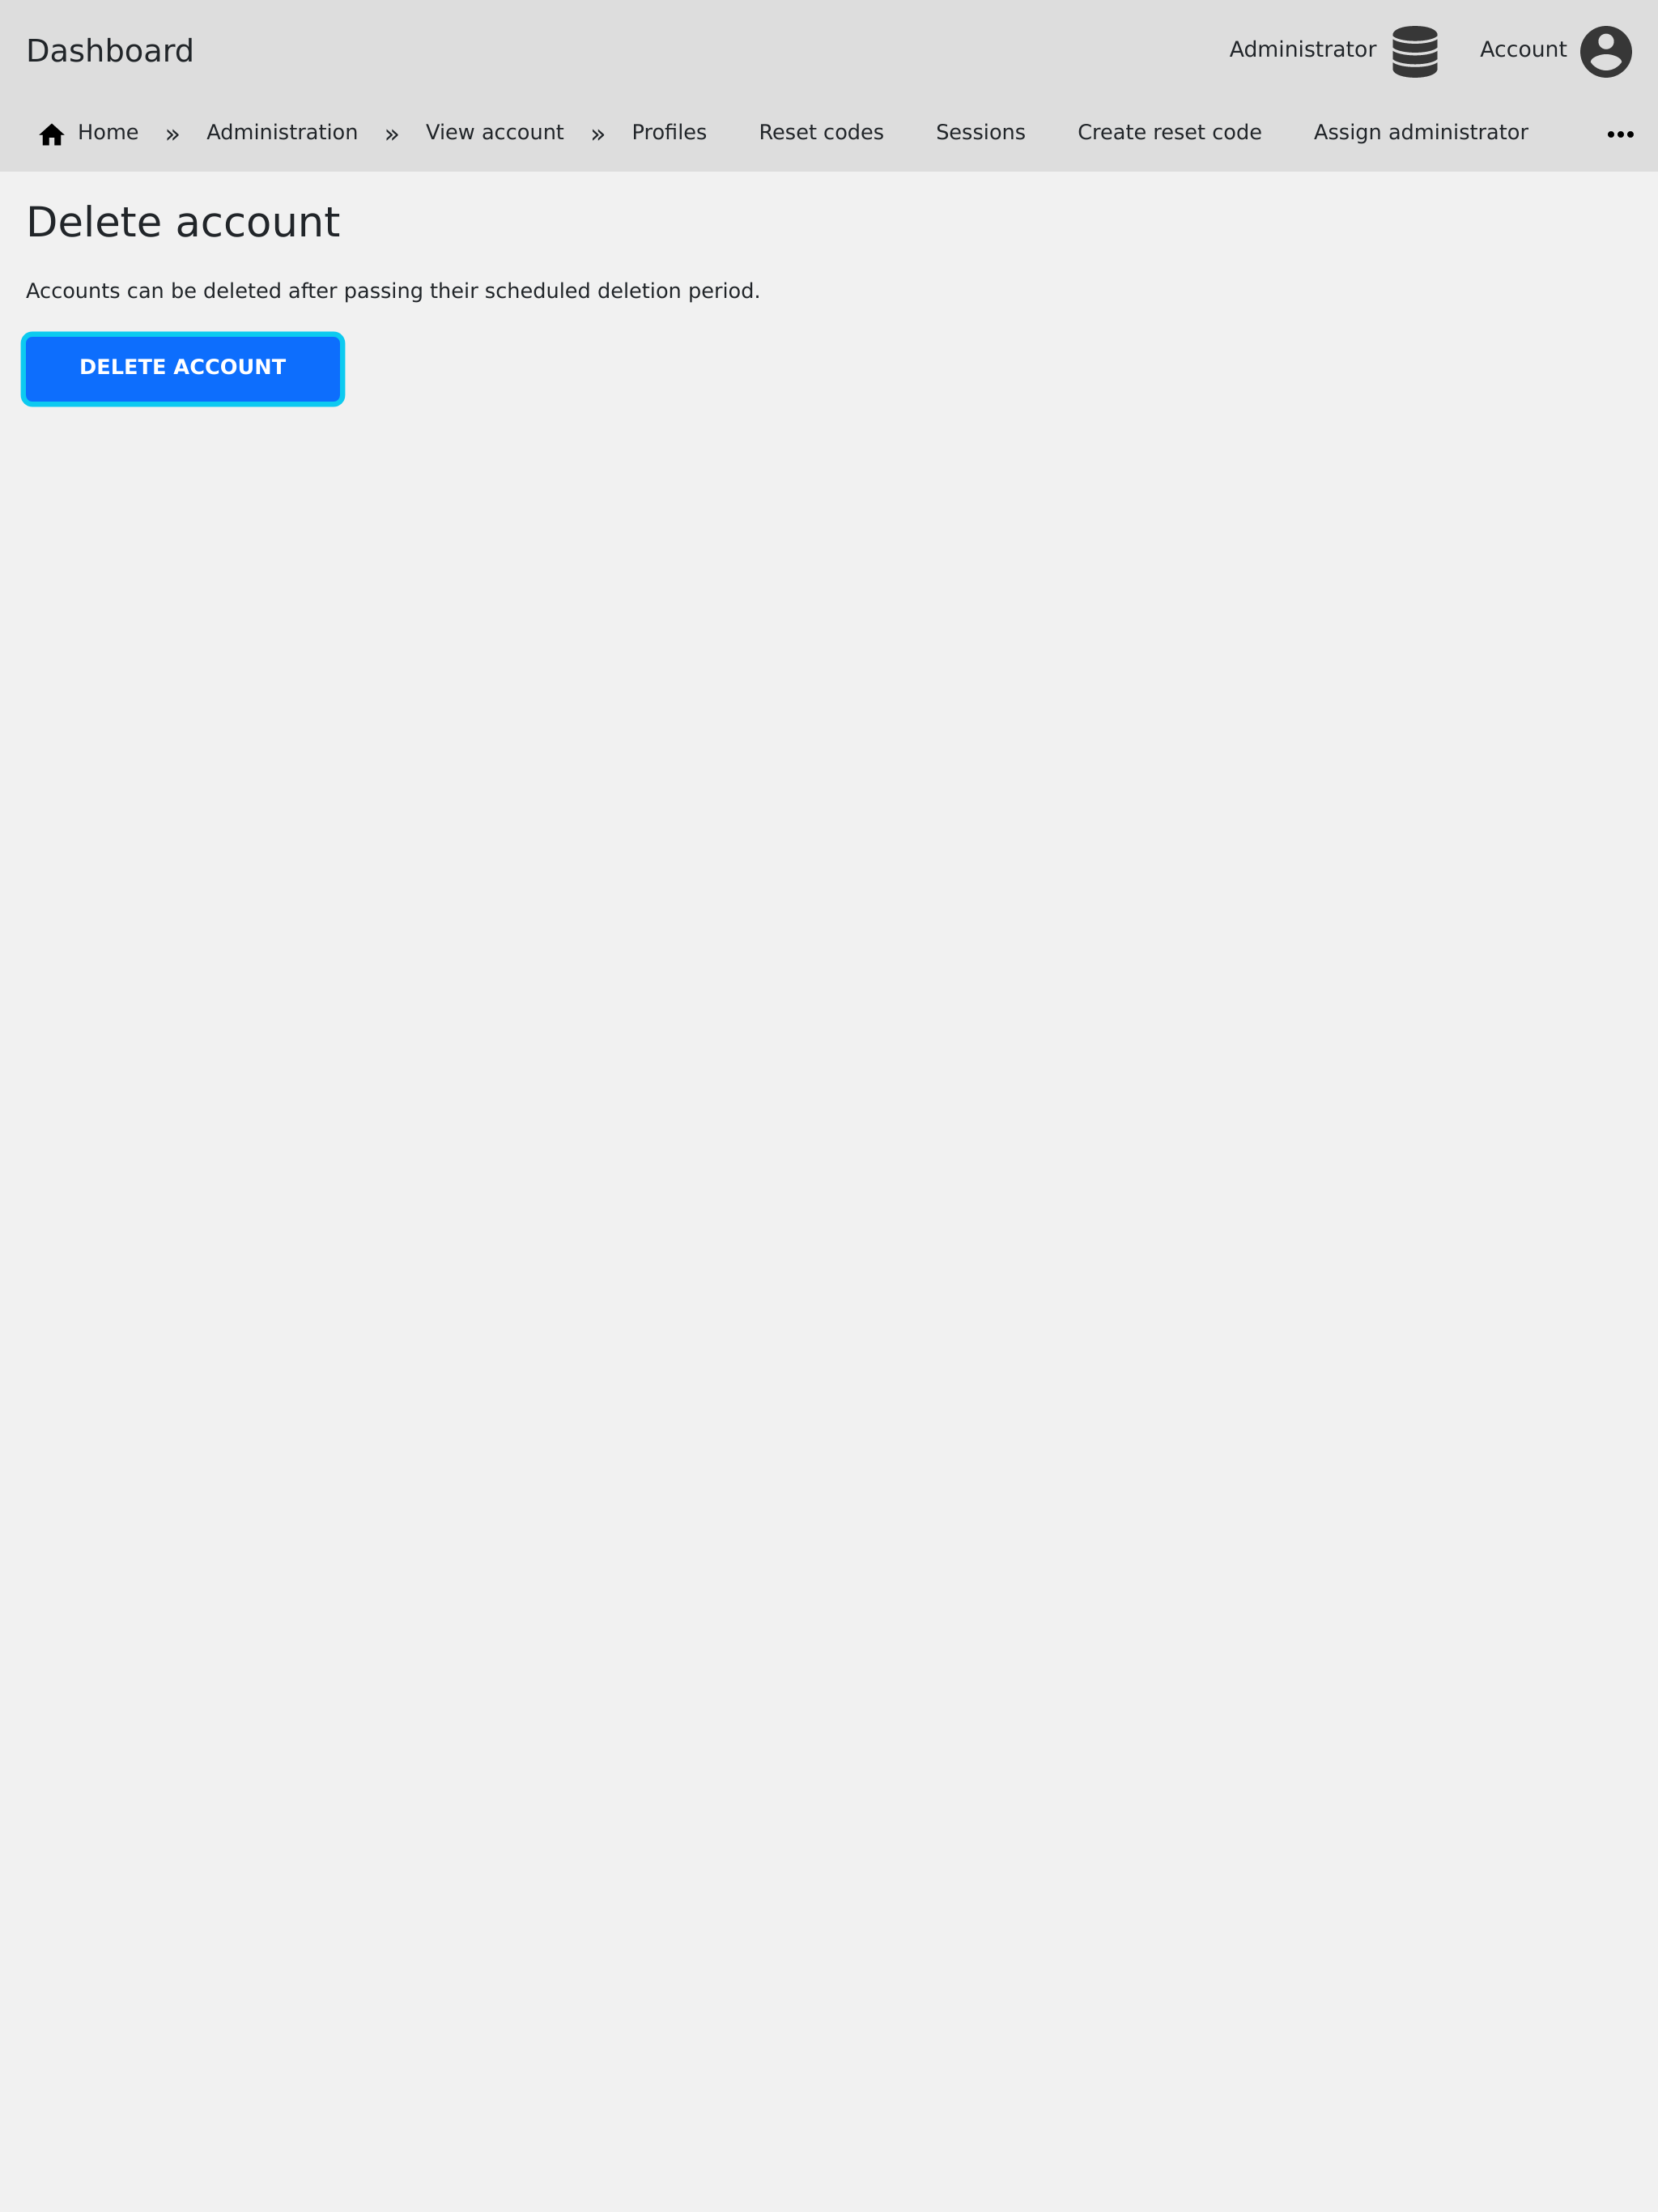 Dashboard
Administrator
Account
Home » Administration » View account » Profiles Reset codes Sessions Create reset code Assign administrator
Delete account
Accounts can be deleted after passing their scheduled deletion period.
DELETE ACCOUNT